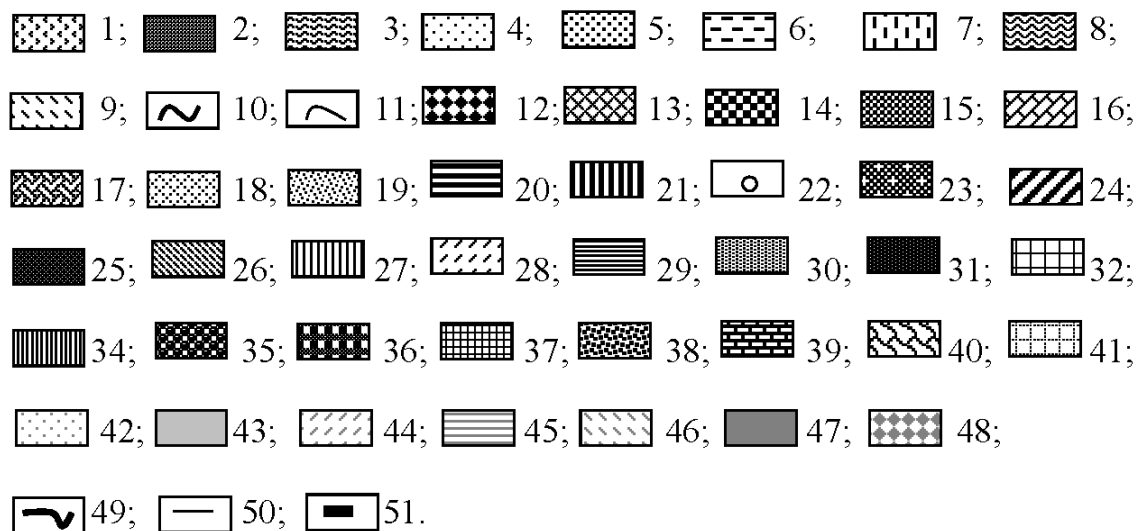 1; 2; 3; 4; 5; 6; 7; 8;
9; 10; 11; 12; 13; 14; 15; 16;
17; 18; 19; 20; 21; 22; 23; 24;
25; 26; 27; 28; 29; 30; 31; 32;
34; 35; 36; 37; 38; 39; 40; 41;
42; 43; 44; 45; 46; 47; 48;
49; 50; 51.